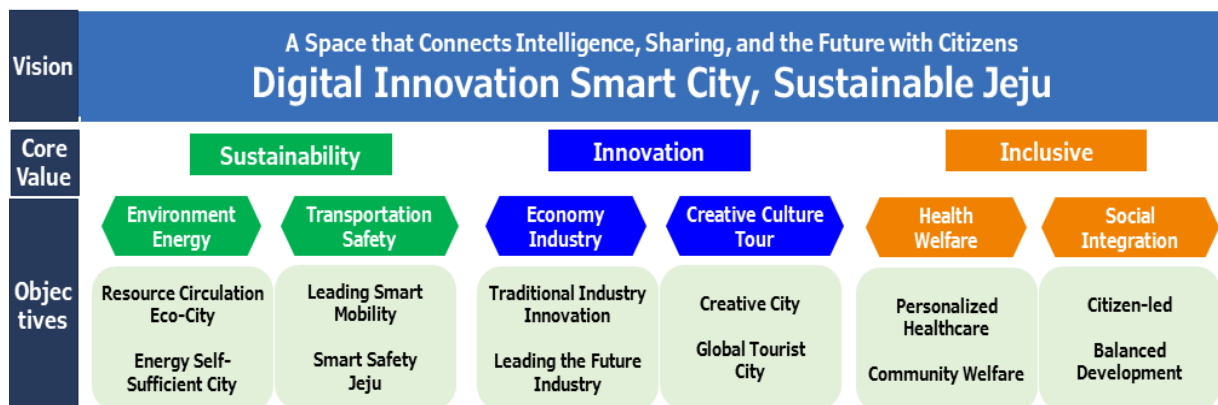 Vision
A Space that Connects Intelligence, Sharing, and the Future with Citizens
Digital Innovation Smart City, Sustainable Jeju
Core
Value
Sustainability
Innovation
Inclusive
Objec
tives
Environment
Energy
Transportation
Safety
Economy
Industry
Creative Culture
Tour
Health
Welfare
Social
Integration
Resource Circulation
Eco-City
Energy Self-
Sufficient City
Leading Smart
Mobility
Smart Safety
Jeju
Traditional Industry
Innovation
Leading the Future
Industry
Creative City
Global Tourist
City
Personalized
Healthcare
Community Welfare
Citizen-led
Balanced
Development